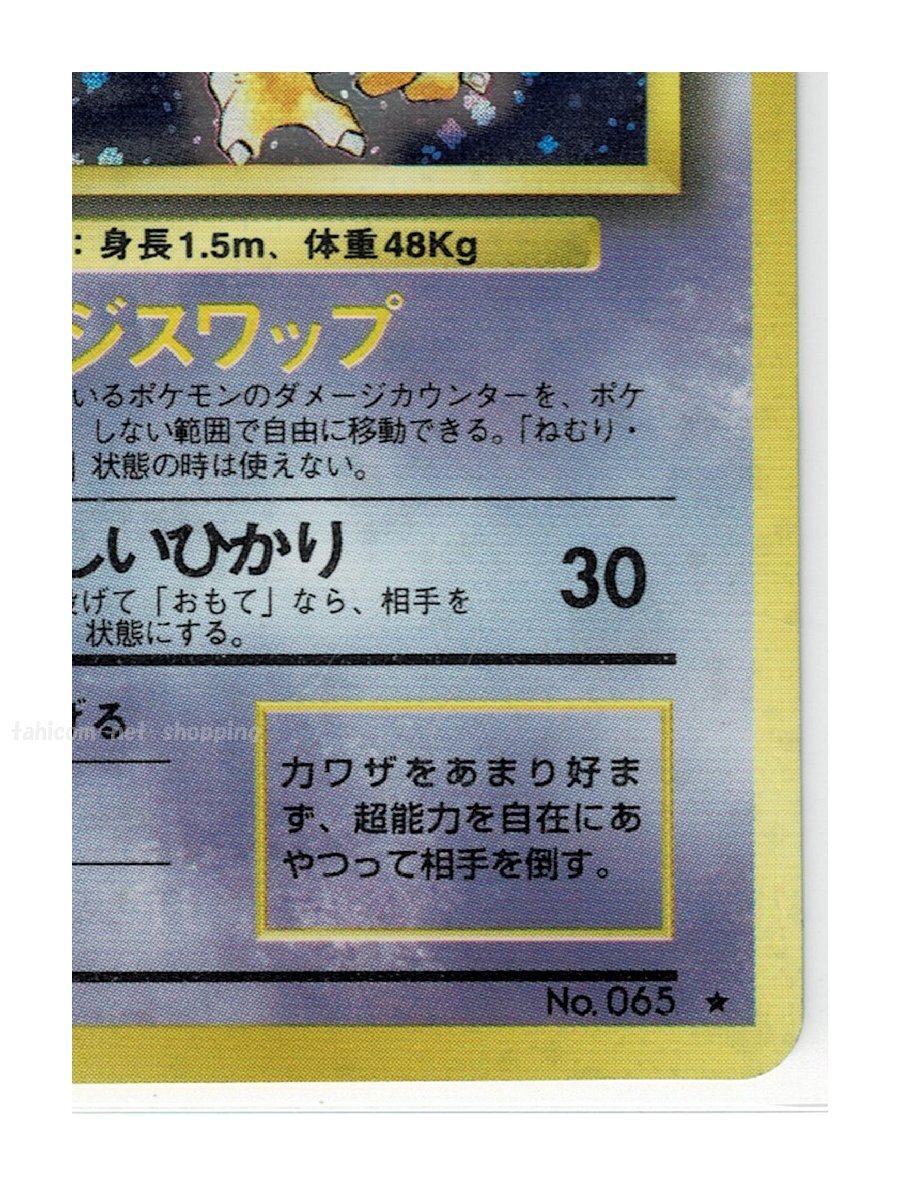 ：身長1.5m、体重48Kg
ジスワップ
いるポケモンのダメージカウンターを、ポケ
しない範囲で自由に移動できる。「ねむり・
」状態の時は使えない。
しいひかり 30
げて「おもて」なら、相手を
状態にする。
げる
tahicom-net shopping
力ワザをあまり好ま
ず、超能力を自在にあ
やつって相手を倒す。
No.065 ★